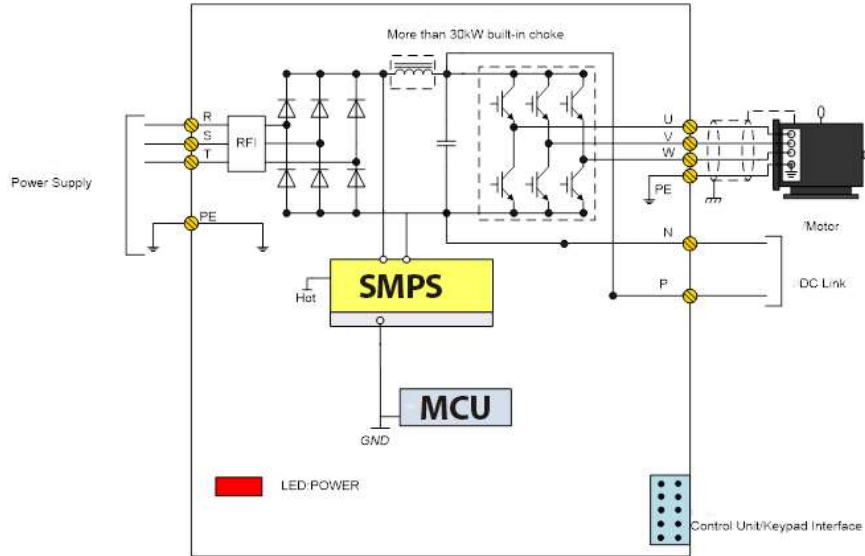 More than 30kW built-in choke
R
S
T
RFI
U
V
W
PE
Power Supply
PE
N
/Motor
SMPS
Hot
P
DC Link
MCU
GND
LED:POWER
Control Unit/Keypad Interface